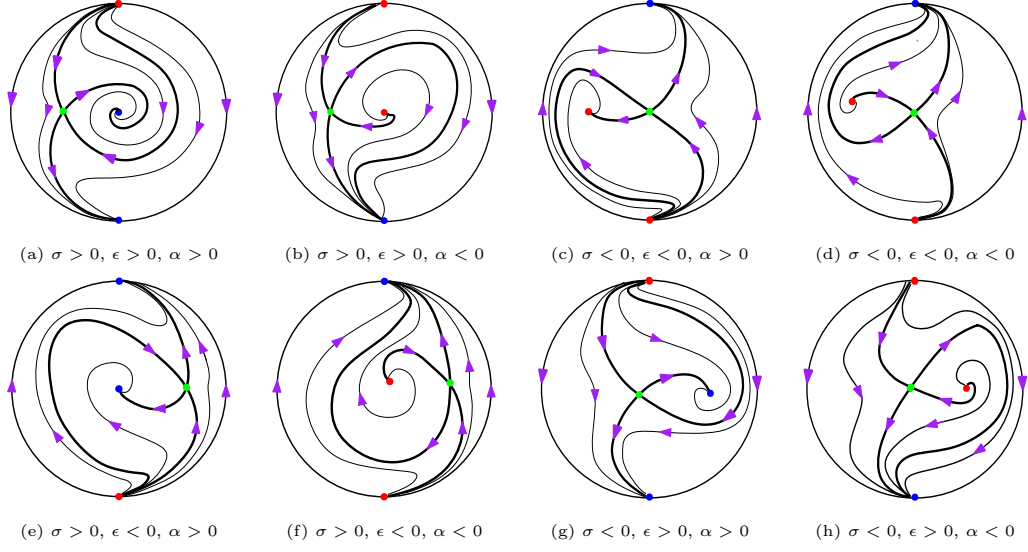 (a) σ > 0, ϵ > 0, α > 0
(b) σ > 0, ϵ > 0, α < 0
(c) σ < 0, ϵ < 0, α > 0
(d) σ < 0, ϵ < 0, α < 0
(e) σ > 0, ϵ < 0, α > 0
(f) σ > 0, ϵ < 0, α < 0
(g) σ < 0, ϵ > 0, α > 0
(h) σ < 0, ϵ > 0, α < 0